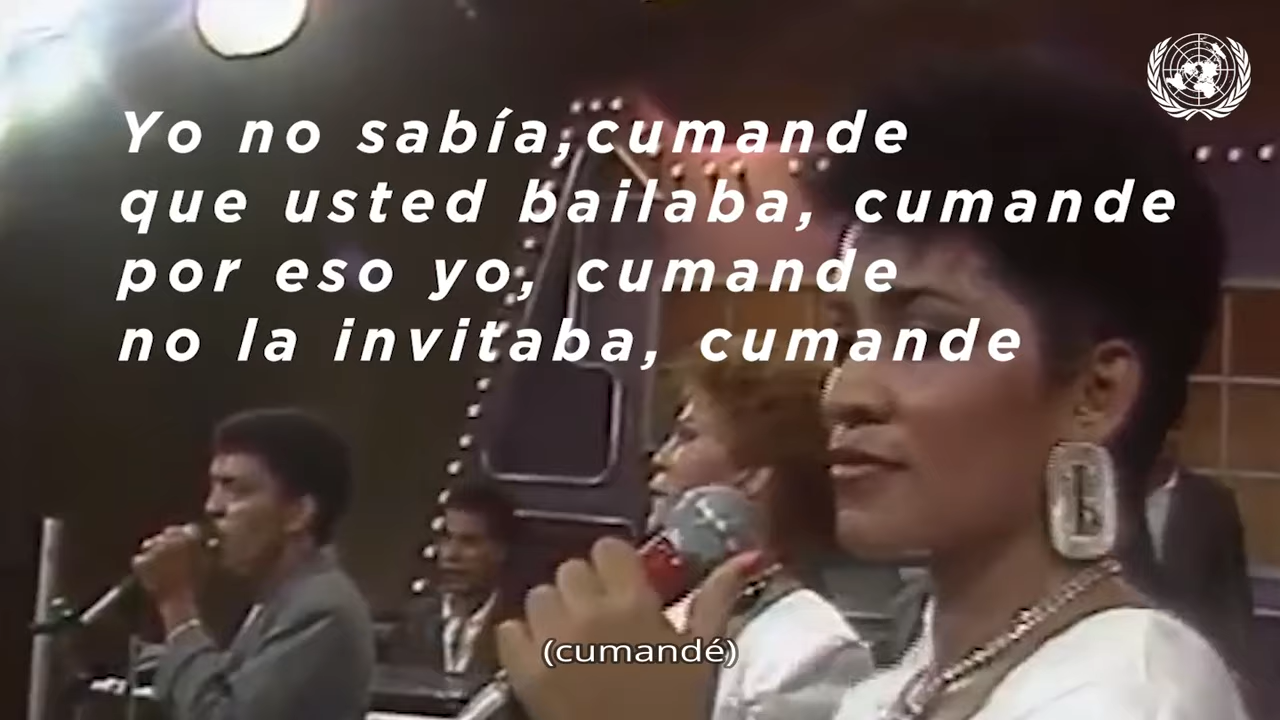 Yo no sabía,cumande
que usted bailaba, cumande
por eso yo, cumande
no la invitaba, cumande
(cumandé)